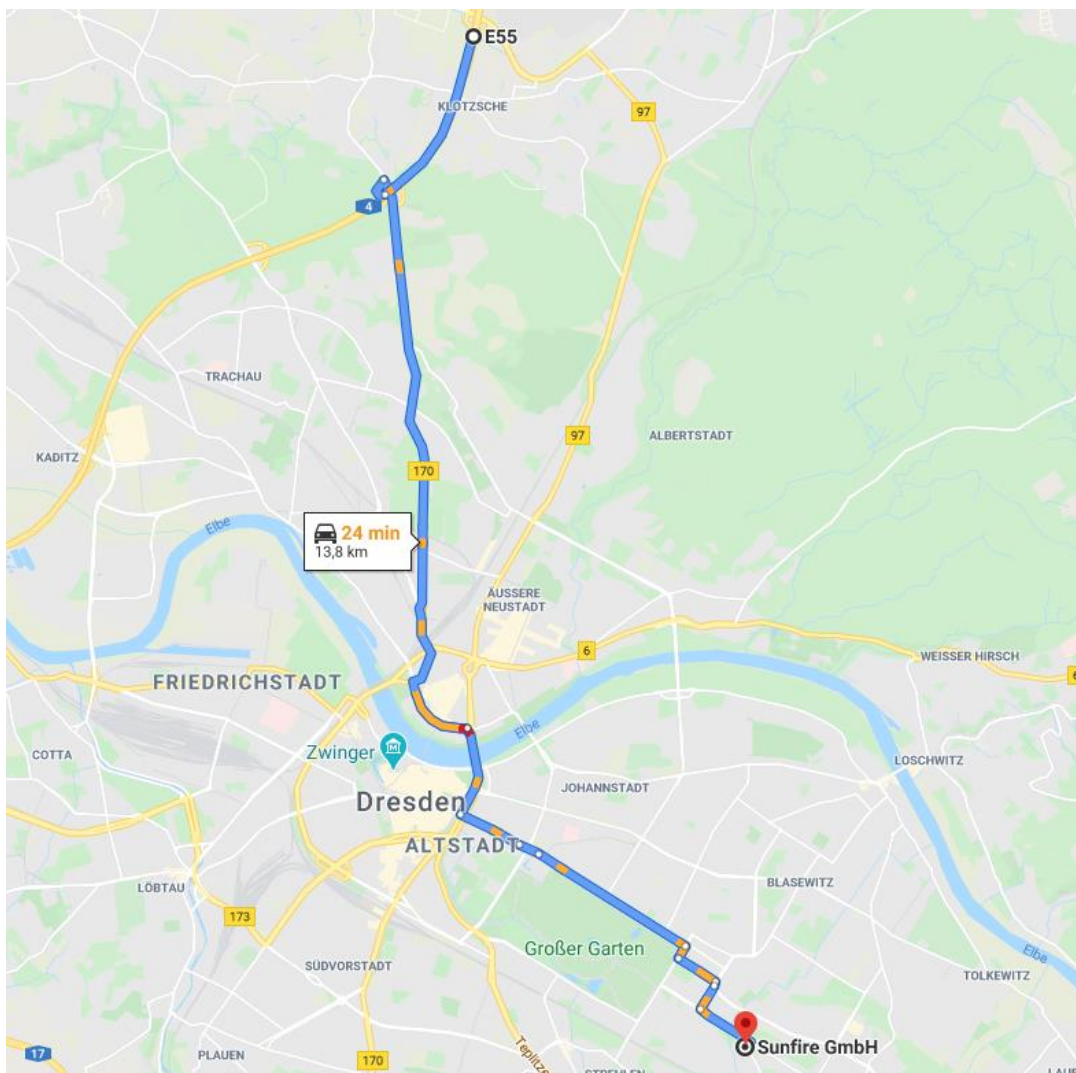 E55
KLOTZSCHE
97
4
TRACHAU
97
ALBERTSTADT
KADITZ
170
Elbe
24 min
13,8 km
ÄUSSERE
NEUSTADT
6
WEISSER HIRSCH
6
FRIEDRICHSTADT
Elbe
COTTA
Zwinger
LOSCHWITZ
JOHANNSTADT
Dresden
ALTSTADT
BLASEWITZ
LÖBTAU
173
Großer Garten
Elbe
SÜDVORSTADT
TOLKEWITZ
Sunfire GmbH
17
PLAUEN
170